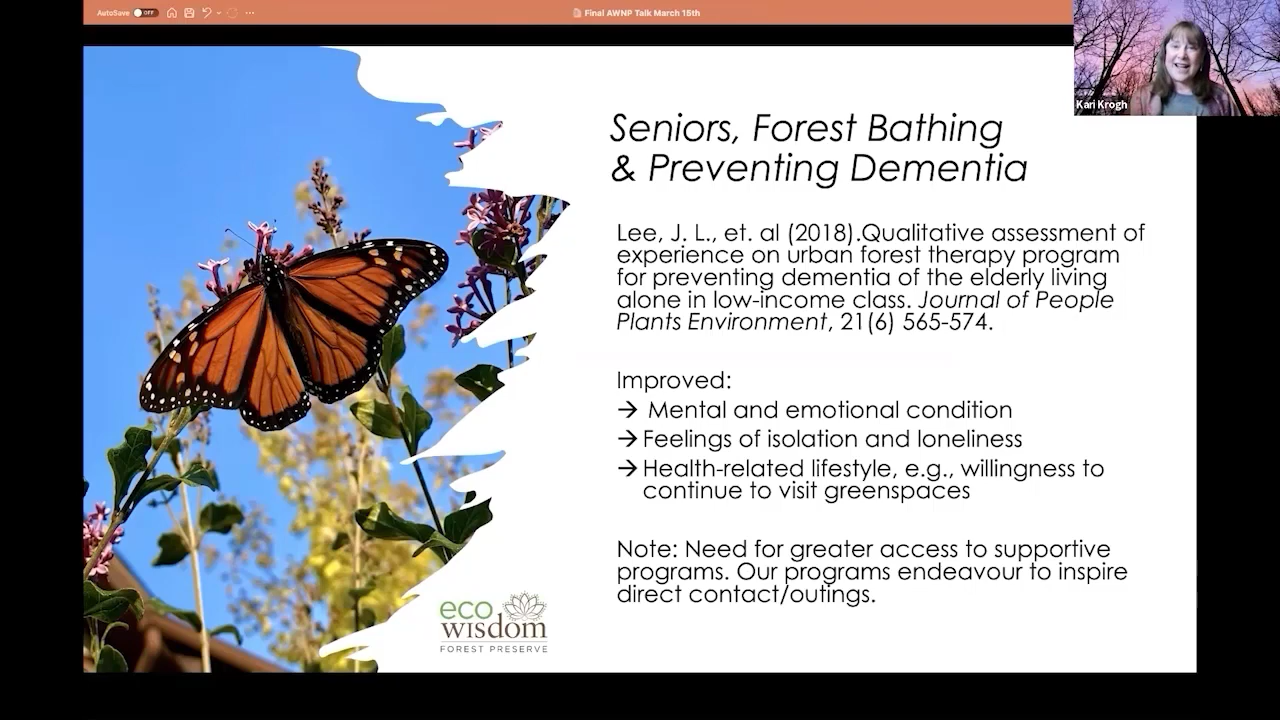 AutoSave OFF
Final AWNP Talk March 15th
Kari Krogh
Seniors, Forest Bathing
& Preventing Dementia
Lee, J. L., et. al (2018).Qualitative assessment of
experience on urban forest therapy program
for preventing dementia of the elderly living
alone in low-income class. Journal of People
Plants Environment, 21(6) 565-574.
Improved:
→ Mental and emotional condition
→ Feelings of isolation and loneliness
→ Health-related lifestyle, e.g., willingness to
continue to visit greenspaces
Note: Need for greater access to supportive
programs. Our programs endeavour to inspire
direct contact/outings.
eco
wisdom
FOREST PRESERVE